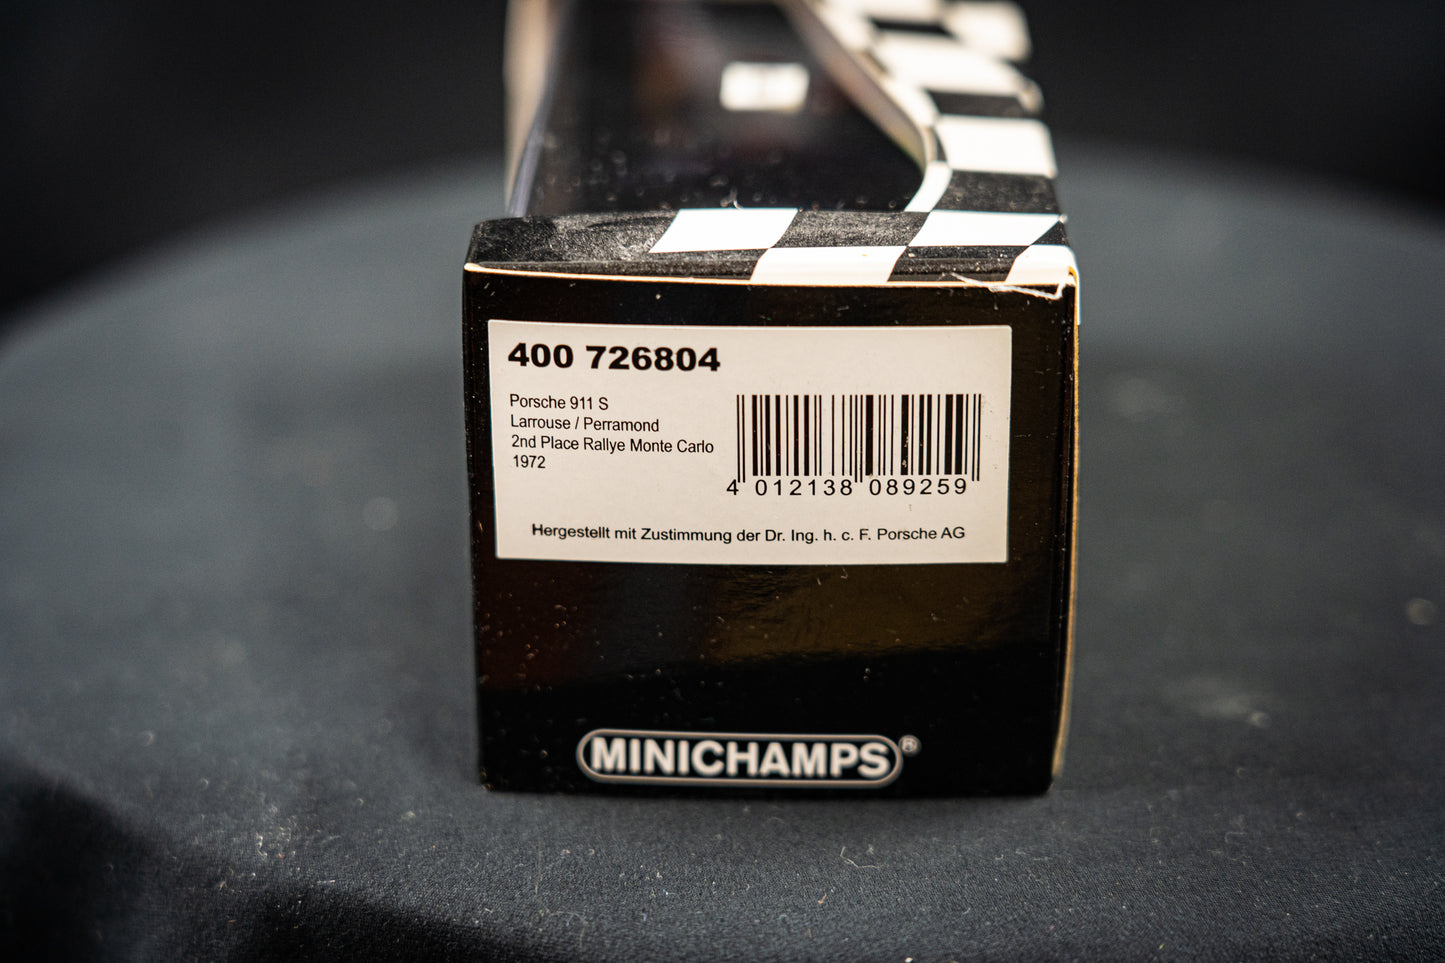 400 726804
Porsche 911 S
Larrouse / Perramond
2nd Place Rallye Monte Carlo
1972
4 012138 089259
Hergestellt mit Zustimmung der Dr. Ing. h. c. F. Porsche AG
MINICHAMPS®